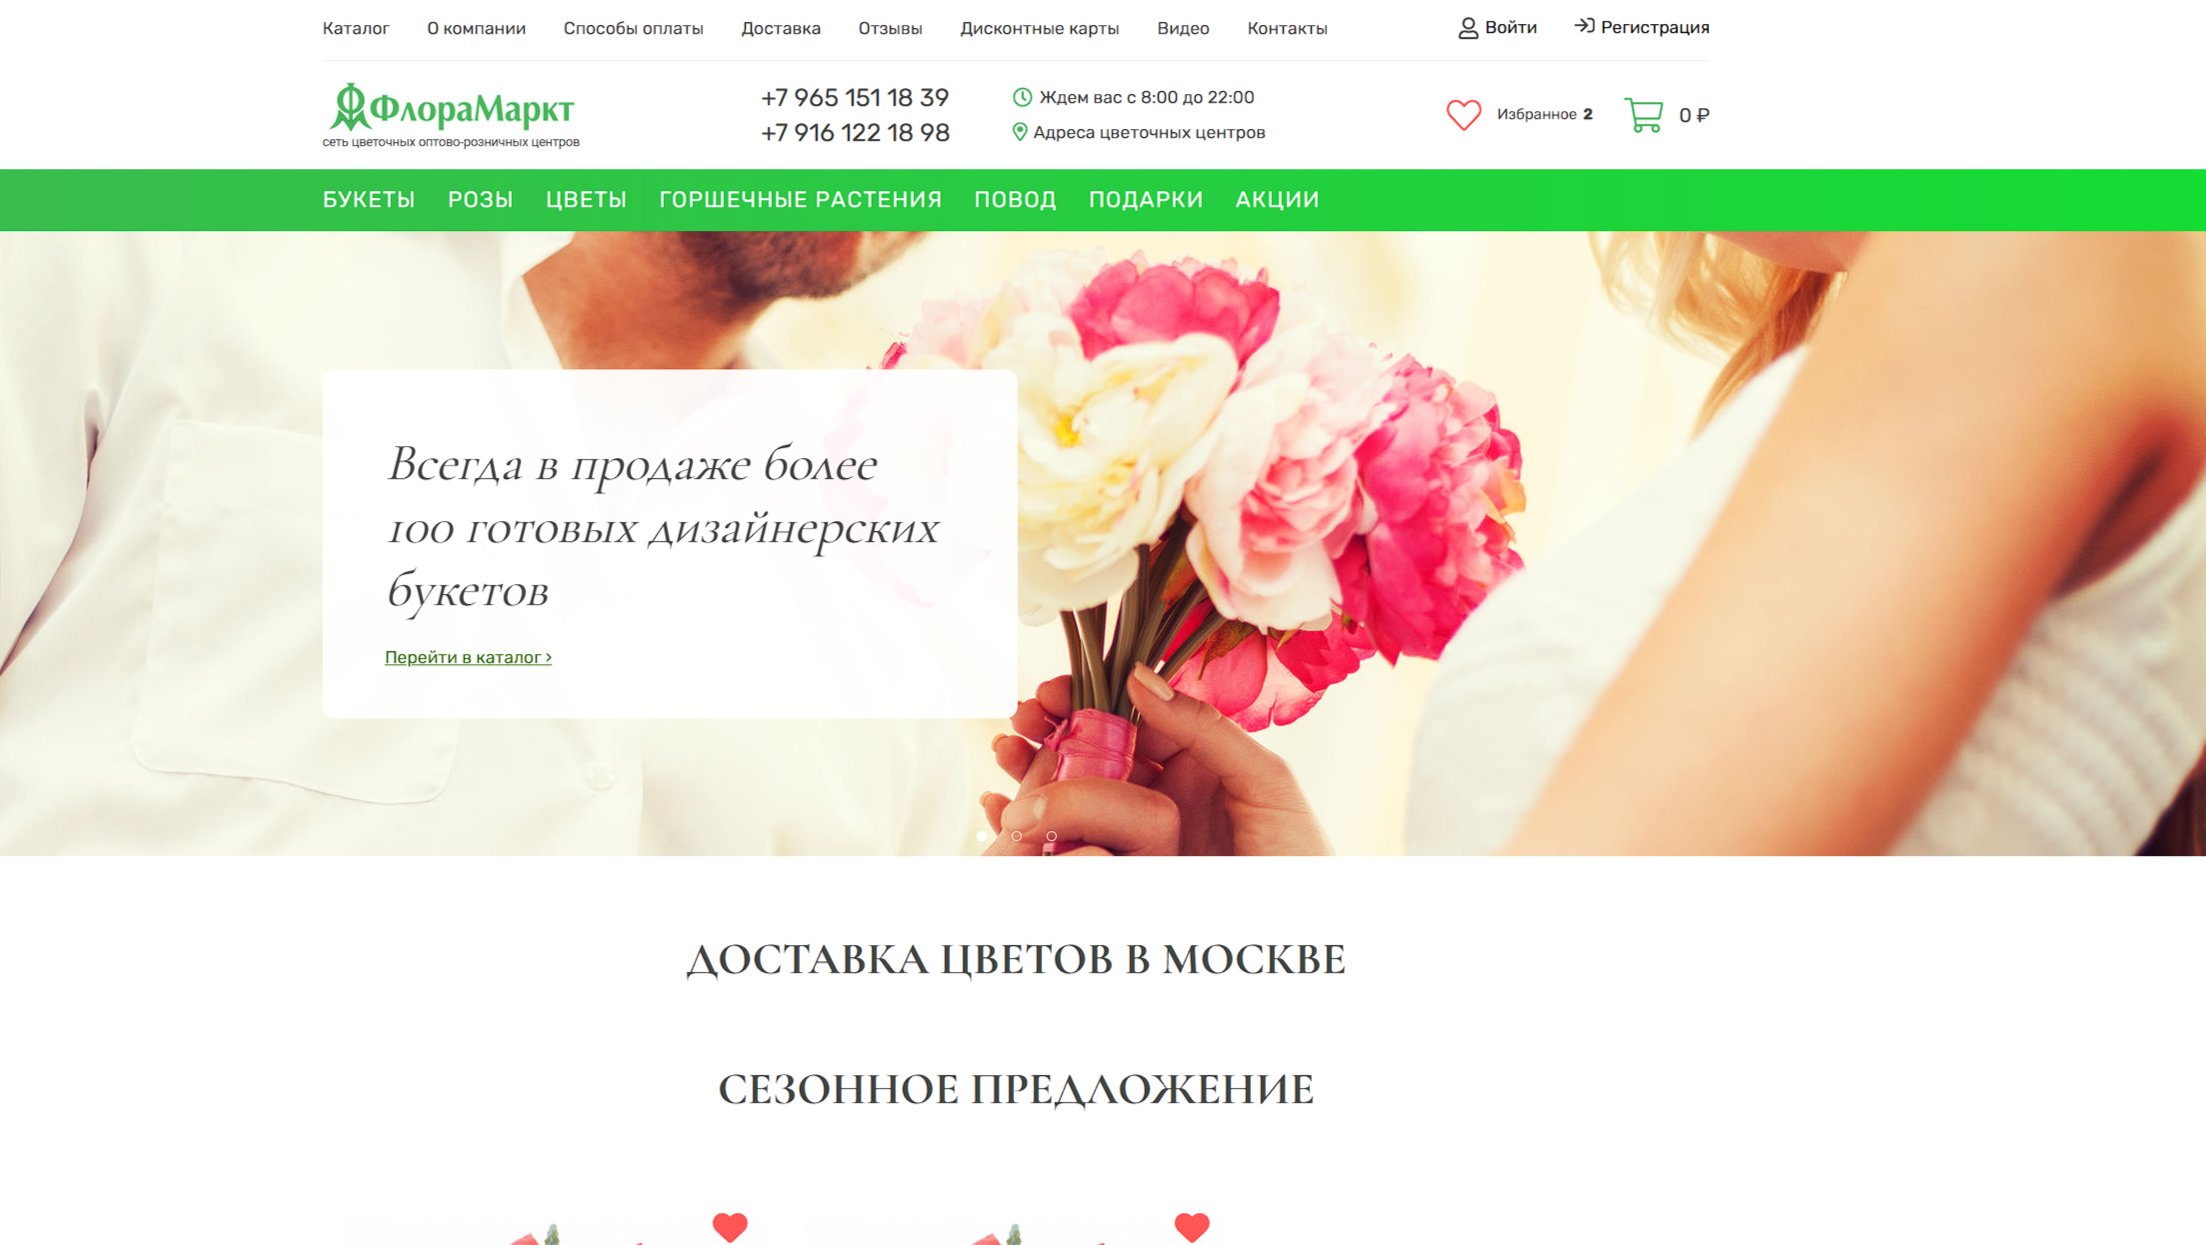 Каталог О компании Способы оплаты Доставка Отзывы Дисконтные карты Видео Контакты Войти Регистрация
ФлораМаркт
сеть цветочных оптово-розничных центров
+7 965 151 18 39
+7 916 122 18 98
Ждем вас с 8:00 до 22:00
Адреса цветочных центров
Избранное 2
0 ₽
БУКЕТЫ РОЗЫ ЦВЕТЫ ГОРШЕЧНЫЕ РАСТЕНИЯ ПОВОД ПОДАРКИ АКЦИИ
Всегда в продаже более
100 готовых дизайнерских
букетов
Перейти в каталог ›
ДОСТАВКА ЦВЕТОВ В МОСКВЕ
СЕЗОННОЕ ПРЕДЛОЖЕНИЕ